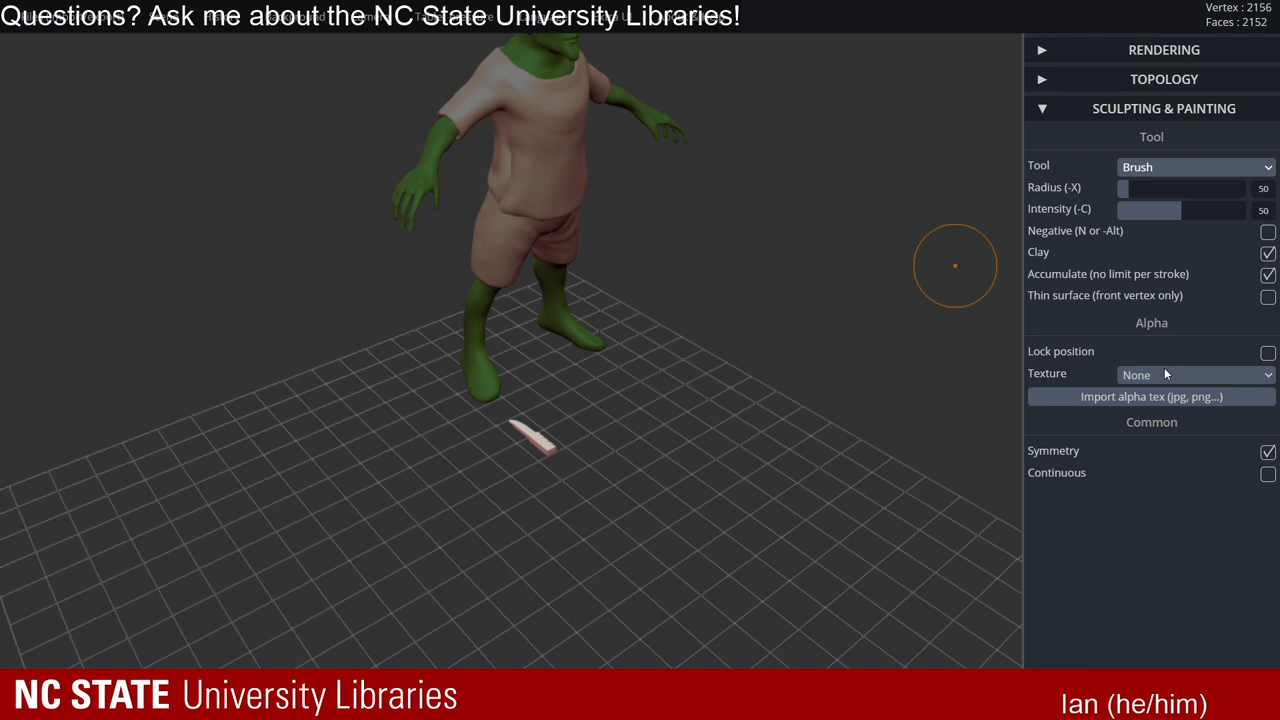 Questions? Ask me about the NC State University Libraries!
Vertex : 2156
Faces : 2152
RENDERING
TOPOLOGY
SCULPTING & PAINTING
Tool
Tool Brush
Radius (-X) 50
Intensity (-C) 50
Negative (N or -Alt)
Clay
Accumulate (no limit per stroke)
Thin surface (front vertex only)
Alpha
Lock position
Texture None
Import alpha tex (jpg, png...)
Common
Symmetry
Continuous
NC STATE University Libraries
Ian (he/him)